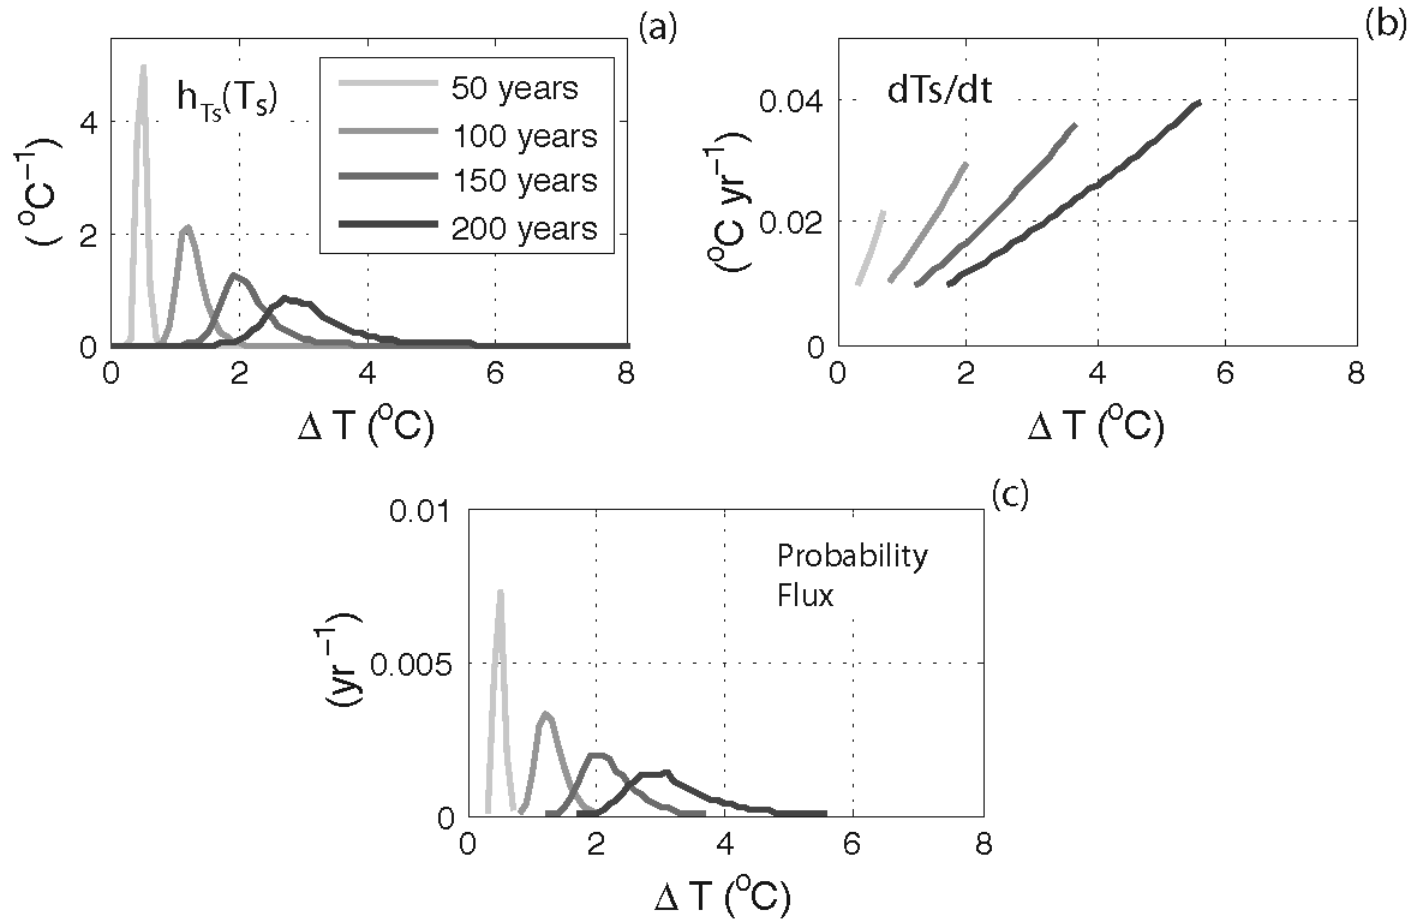 (a)
h_Ts(T_s)
50 years
100 years
150 years
200 years
4
2
0
(°C⁻¹)
0 2 4 6 8
Δ T (°C)
(b)
dTs/dt
0.04
0.02
0
(°C yr⁻¹)
0 2 4 6 8
Δ T (°C)
(c)
Probability
Flux
0.01
0.005
0
(yr⁻¹)
0 2 4 6 8
Δ T (°C)